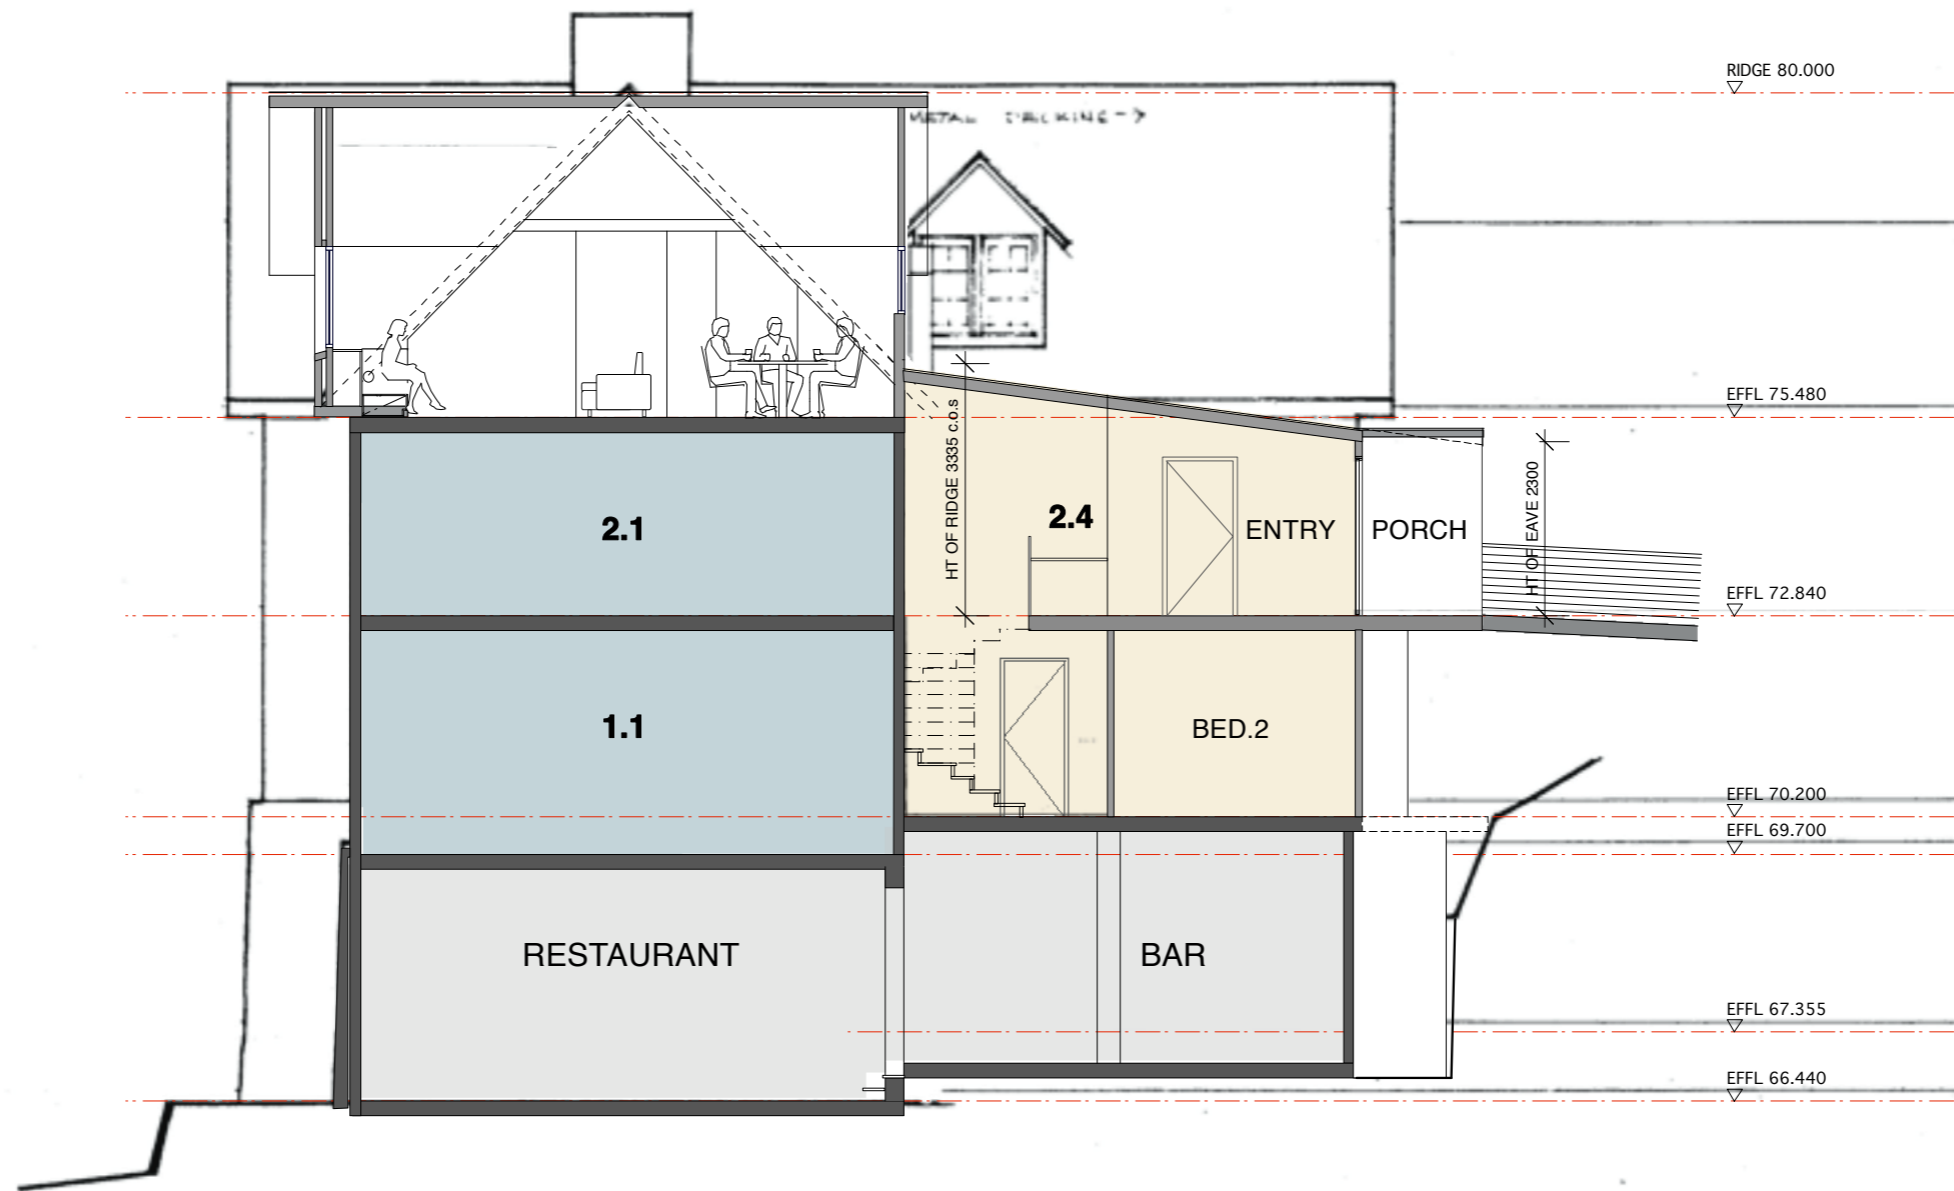 RIDGE 80.000
METAL DECKING →
EFFL 75.480
HT OF RIDGE 3335 c.o.s
HT OF EAVE 2300
2.1
2.4
ENTRY
PORCH
EFFL 72.840
1.1
BED.2
EFFL 70.200
EFFL 69.700
RESTAURANT
BAR
EFFL 67.355
EFFL 66.440